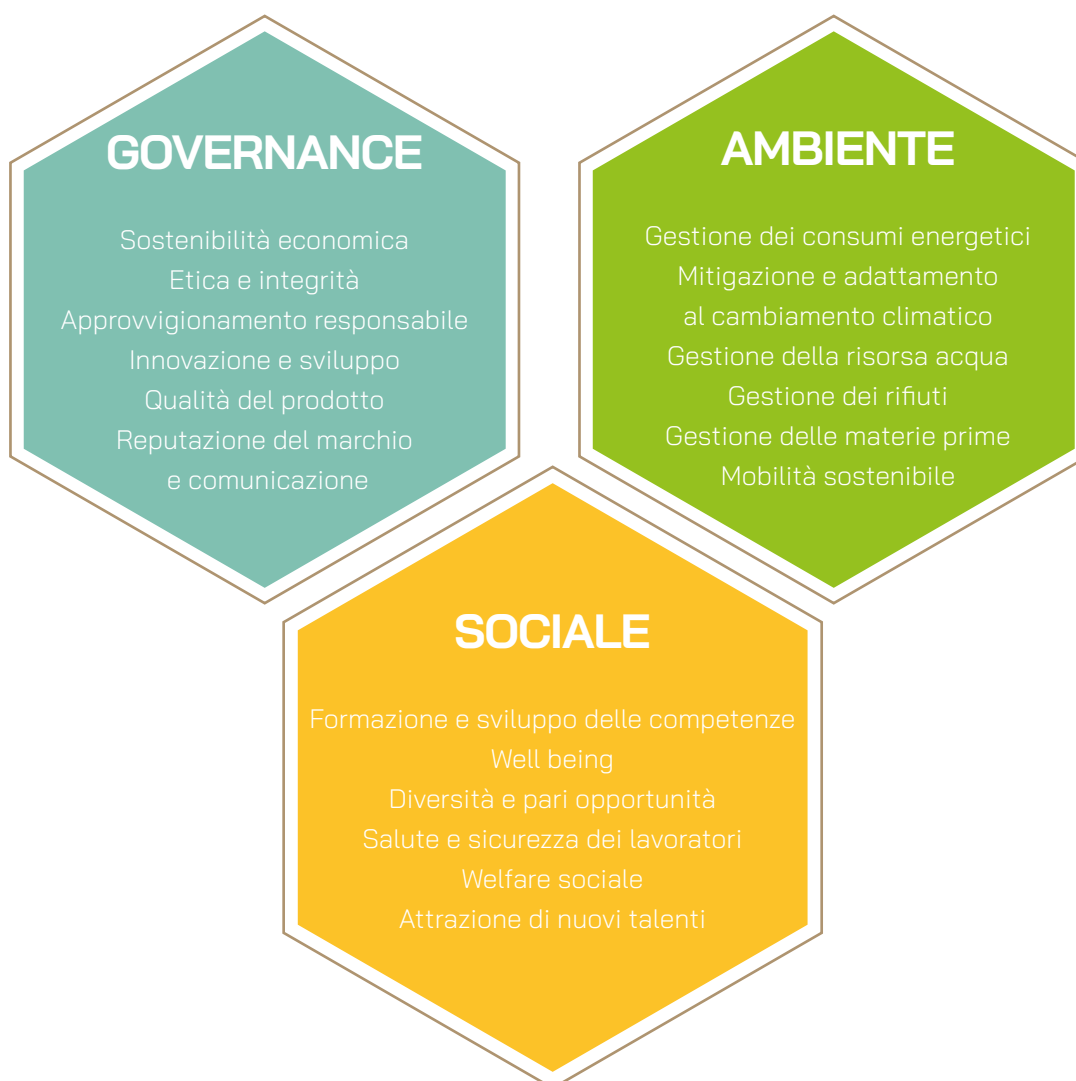 GOVERNANCE
Sostenibilità economica
Etica e integrità
Approvvigionamento responsabile
Innovazione e sviluppo
Qualità del prodotto
Reputazione del marchio
e comunicazione
AMBIENTE
Gestione dei consumi energetici
Mitigazione e adattamento
al cambiamento climatico
Gestione della risorsa acqua
Gestione dei rifiuti
Gestione delle materie prime
Mobilità sostenibile
SOCIALE
Formazione e sviluppo delle competenze
Well being
Diversità e pari opportunità
Salute e sicurezza dei lavoratori
Welfare sociale
Attrazione di nuovi talenti